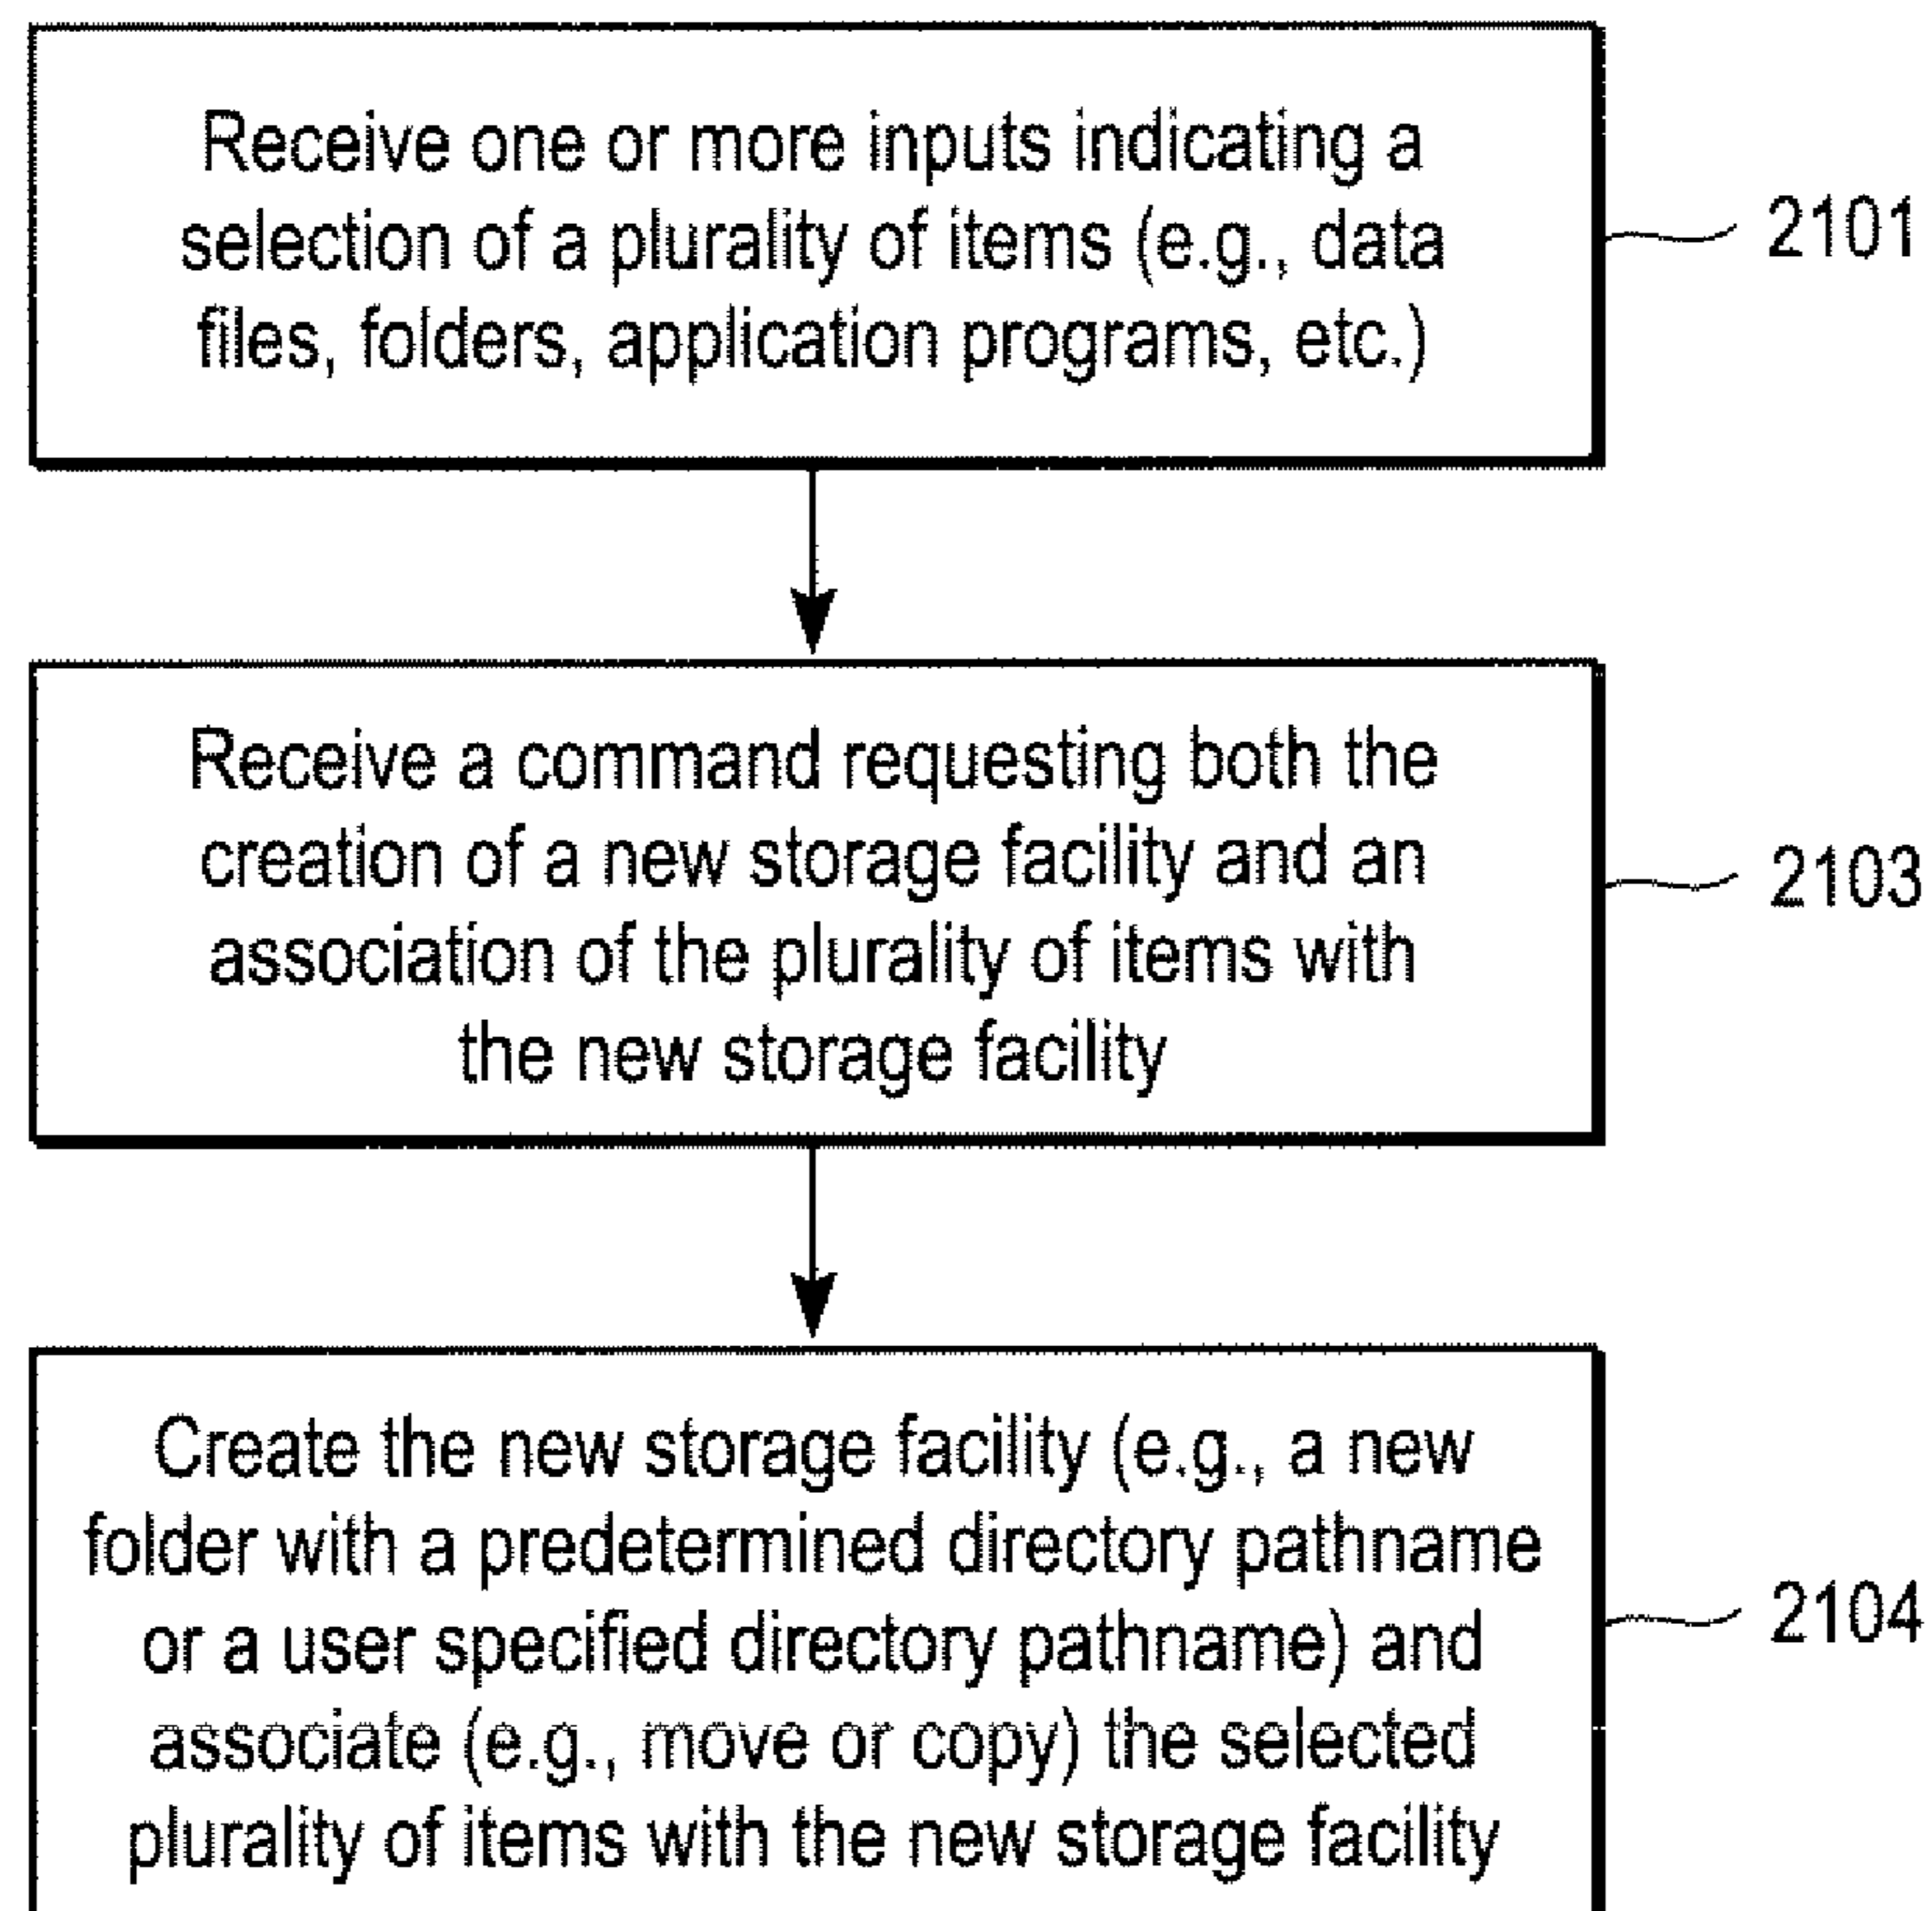 Receive one or more inputs indicating a
selection of a plurality of items (e.g., data
files, folders, application programs, etc.)
2101
Receive a command requesting both the
creation of a new storage facility and an
association of the plurality of items with
the new storage facility
2103
Create the new storage facility (e.g., a new
folder with a predetermined directory pathname
or a user specified directory pathname) and
associate (e.g., move or copy) the selected
plurality of items with the new storage facility
2104